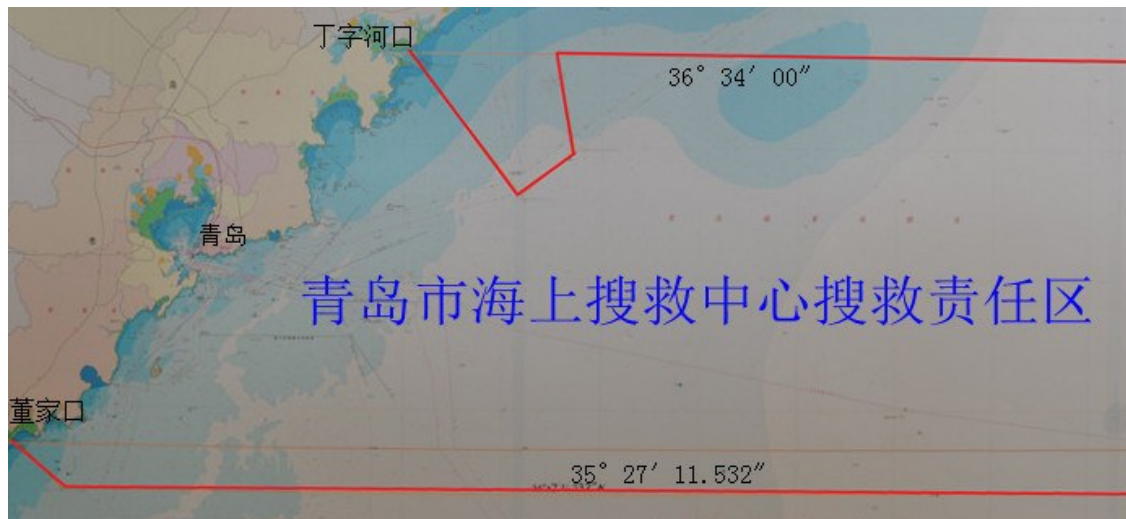 丁字河口
36° 34′ 00″
青岛
青岛市海上搜救中心搜救责任区
董家口
35° 27′ 11.532″